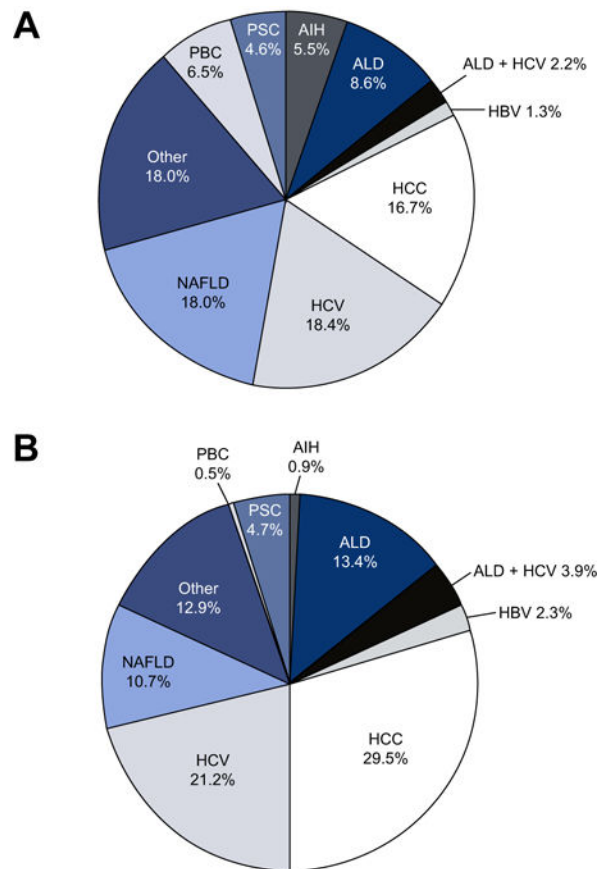 A
PSC
4.6%
AIH
5.5%
PBC
6.5%
ALD
8.6%
ALD + HCV 2.2%
HBV 1.3%
Other
18.0%
HCC
16.7%
NAFLD
18.0%
HCV
18.4%
B
PBC
0.5%
AIH
0.9%
PSC
4.7%
ALD
13.4%
ALD + HCV 3.9%
HBV 2.3%
Other
12.9%
NAFLD
10.7%
HCC
29.5%
HCV
21.2%